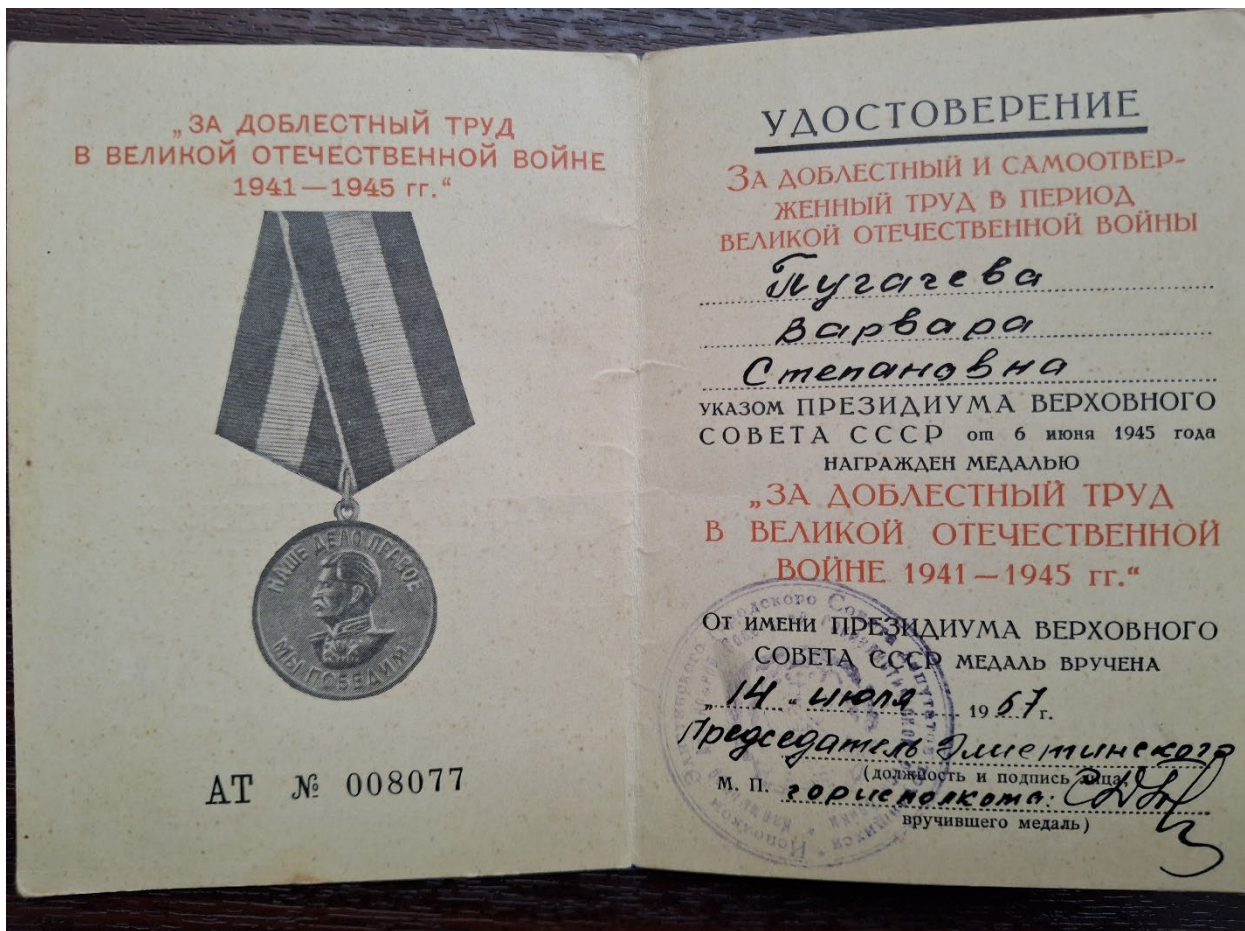 „ЗА ДОБЛЕСТНЫЙ ТРУД
В ВЕЛИКОЙ ОТЕЧЕСТВЕННОЙ ВОЙНЕ
1941—1945 гг.“
НАШЕ ДЕЛО ПРАВОЕ
МЫ ПОБЕДИЛИ
АТ № 008077
УДОСТОВЕРЕНИЕ
ЗА ДОБЛЕСТНЫЙ И САМООТВЕР-
ЖЕННЫЙ ТРУД В ПЕРИОД
ВЕЛИКОЙ ОТЕЧЕСТВЕННОЙ ВОЙНЫ
Пугачева
Варвара
Степановна
УКАЗОМ ПРЕЗИДИУМА ВЕРХОВНОГО
СОВЕТА СССР от 6 июня 1945 года
НАГРАЖДЕН МЕДАЛЬЮ
„ЗА ДОБЛЕСТНЫЙ ТРУД
В ВЕЛИКОЙ ОТЕЧЕСТВЕННОЙ
ВОЙНЕ 1941—1945 гг.“
ОТ ИМЕНИ ПРЕЗИДИУМА ВЕРХОВНОГО
СОВЕТА СССР МЕДАЛЬ ВРУЧЕНА
„14“ июля 1967 г.
Председатель Элистинского
(должность и подпись лица,
М. П. горисполкома:
вручившего медаль)